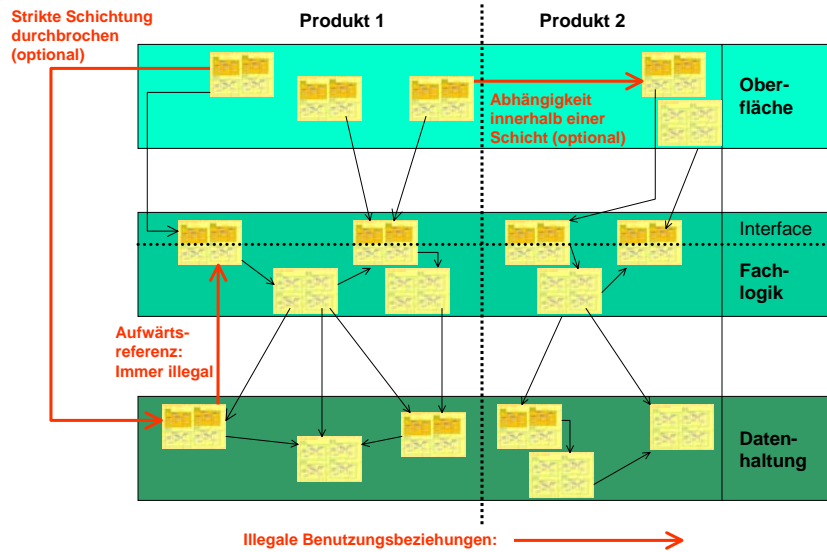 Strikte Schichtung
durchbrochen
(optional)
Produkt 1
Produkt 2
Abhängigkeit
innerhalb einer
Schicht (optional)
Ober-
fläche
Interface
Fach-
logik
Aufwärts-
referenz:
Immer illegal
Daten-
haltung
Illegale Benutzungsbeziehungen: